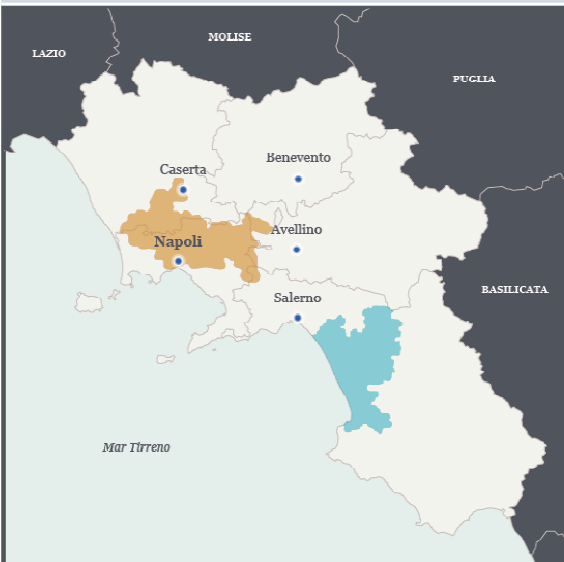 MOLISE
LAZIO
PUGLIA
Benevento
Caserta
Avellino
Napoli
BASILICATA
Salerno
Mar Tirreno